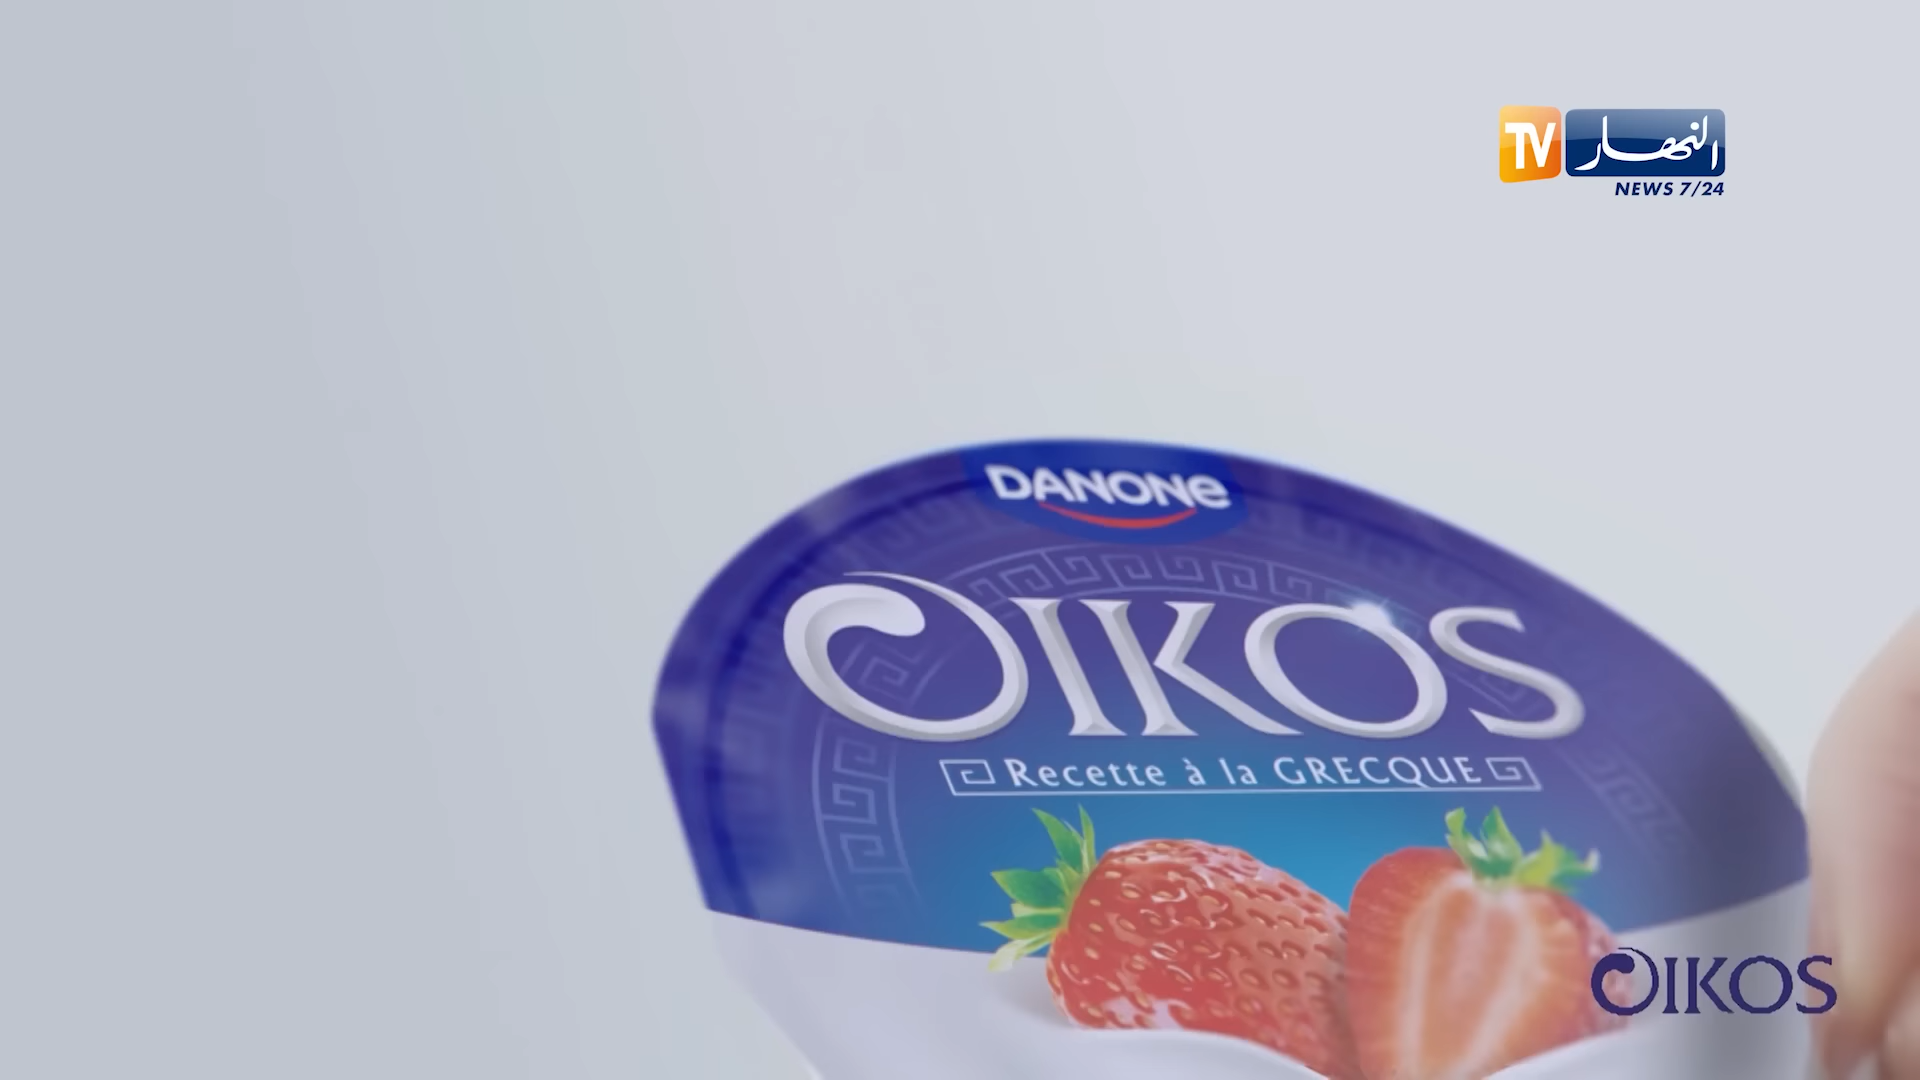 TV النهار
NEWS 7/24
DANONE
OIKOS
Recette à la GRECQUE
OIKOS